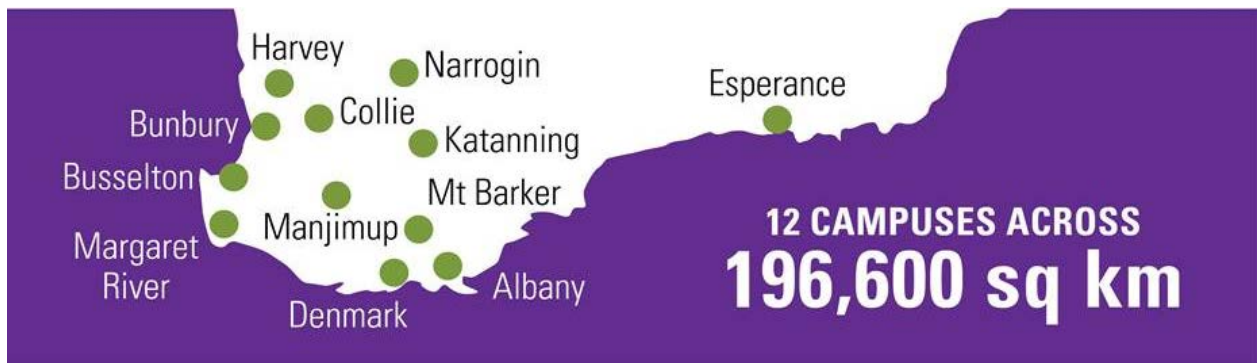 Harvey
Narrogin
Esperance
Collie
Bunbury
Katanning
Busselton
Mt Barker
Manjimup
Margaret
River
Albany
Denmark
12 CAMPUSES ACROSS
196,600 sq km